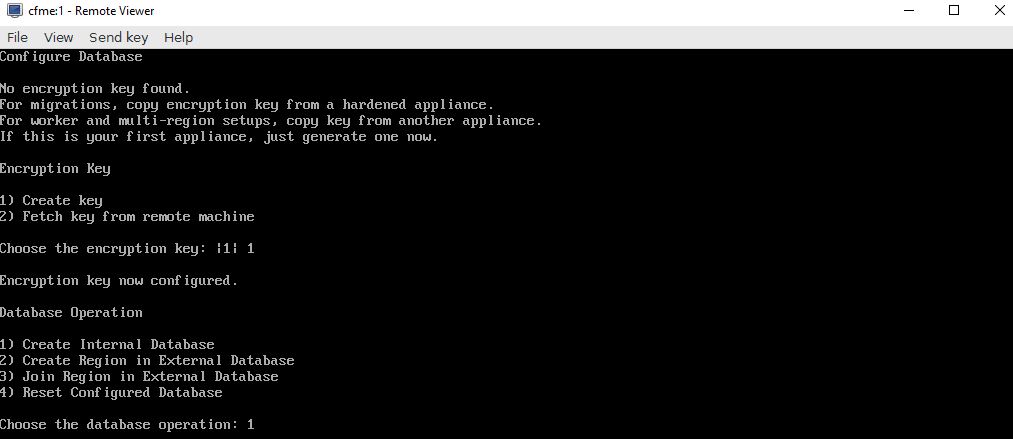 cfme:1 - Remote Viewer
File View Send key Help
Configure Database
No encryption key found.
For migrations, copy encryption key from a hardened appliance.
For worker and multi-region setups, copy key from another appliance.
If this is your first appliance, just generate one now.
Encryption Key
1) Create key
2) Fetch key from remote machine
Choose the encryption key: |1| 1
Encryption key now configured.
Database Operation
1) Create Internal Database
2) Create Region in External Database
3) Join Region in External Database
4) Reset Configured Database
Choose the database operation: 1